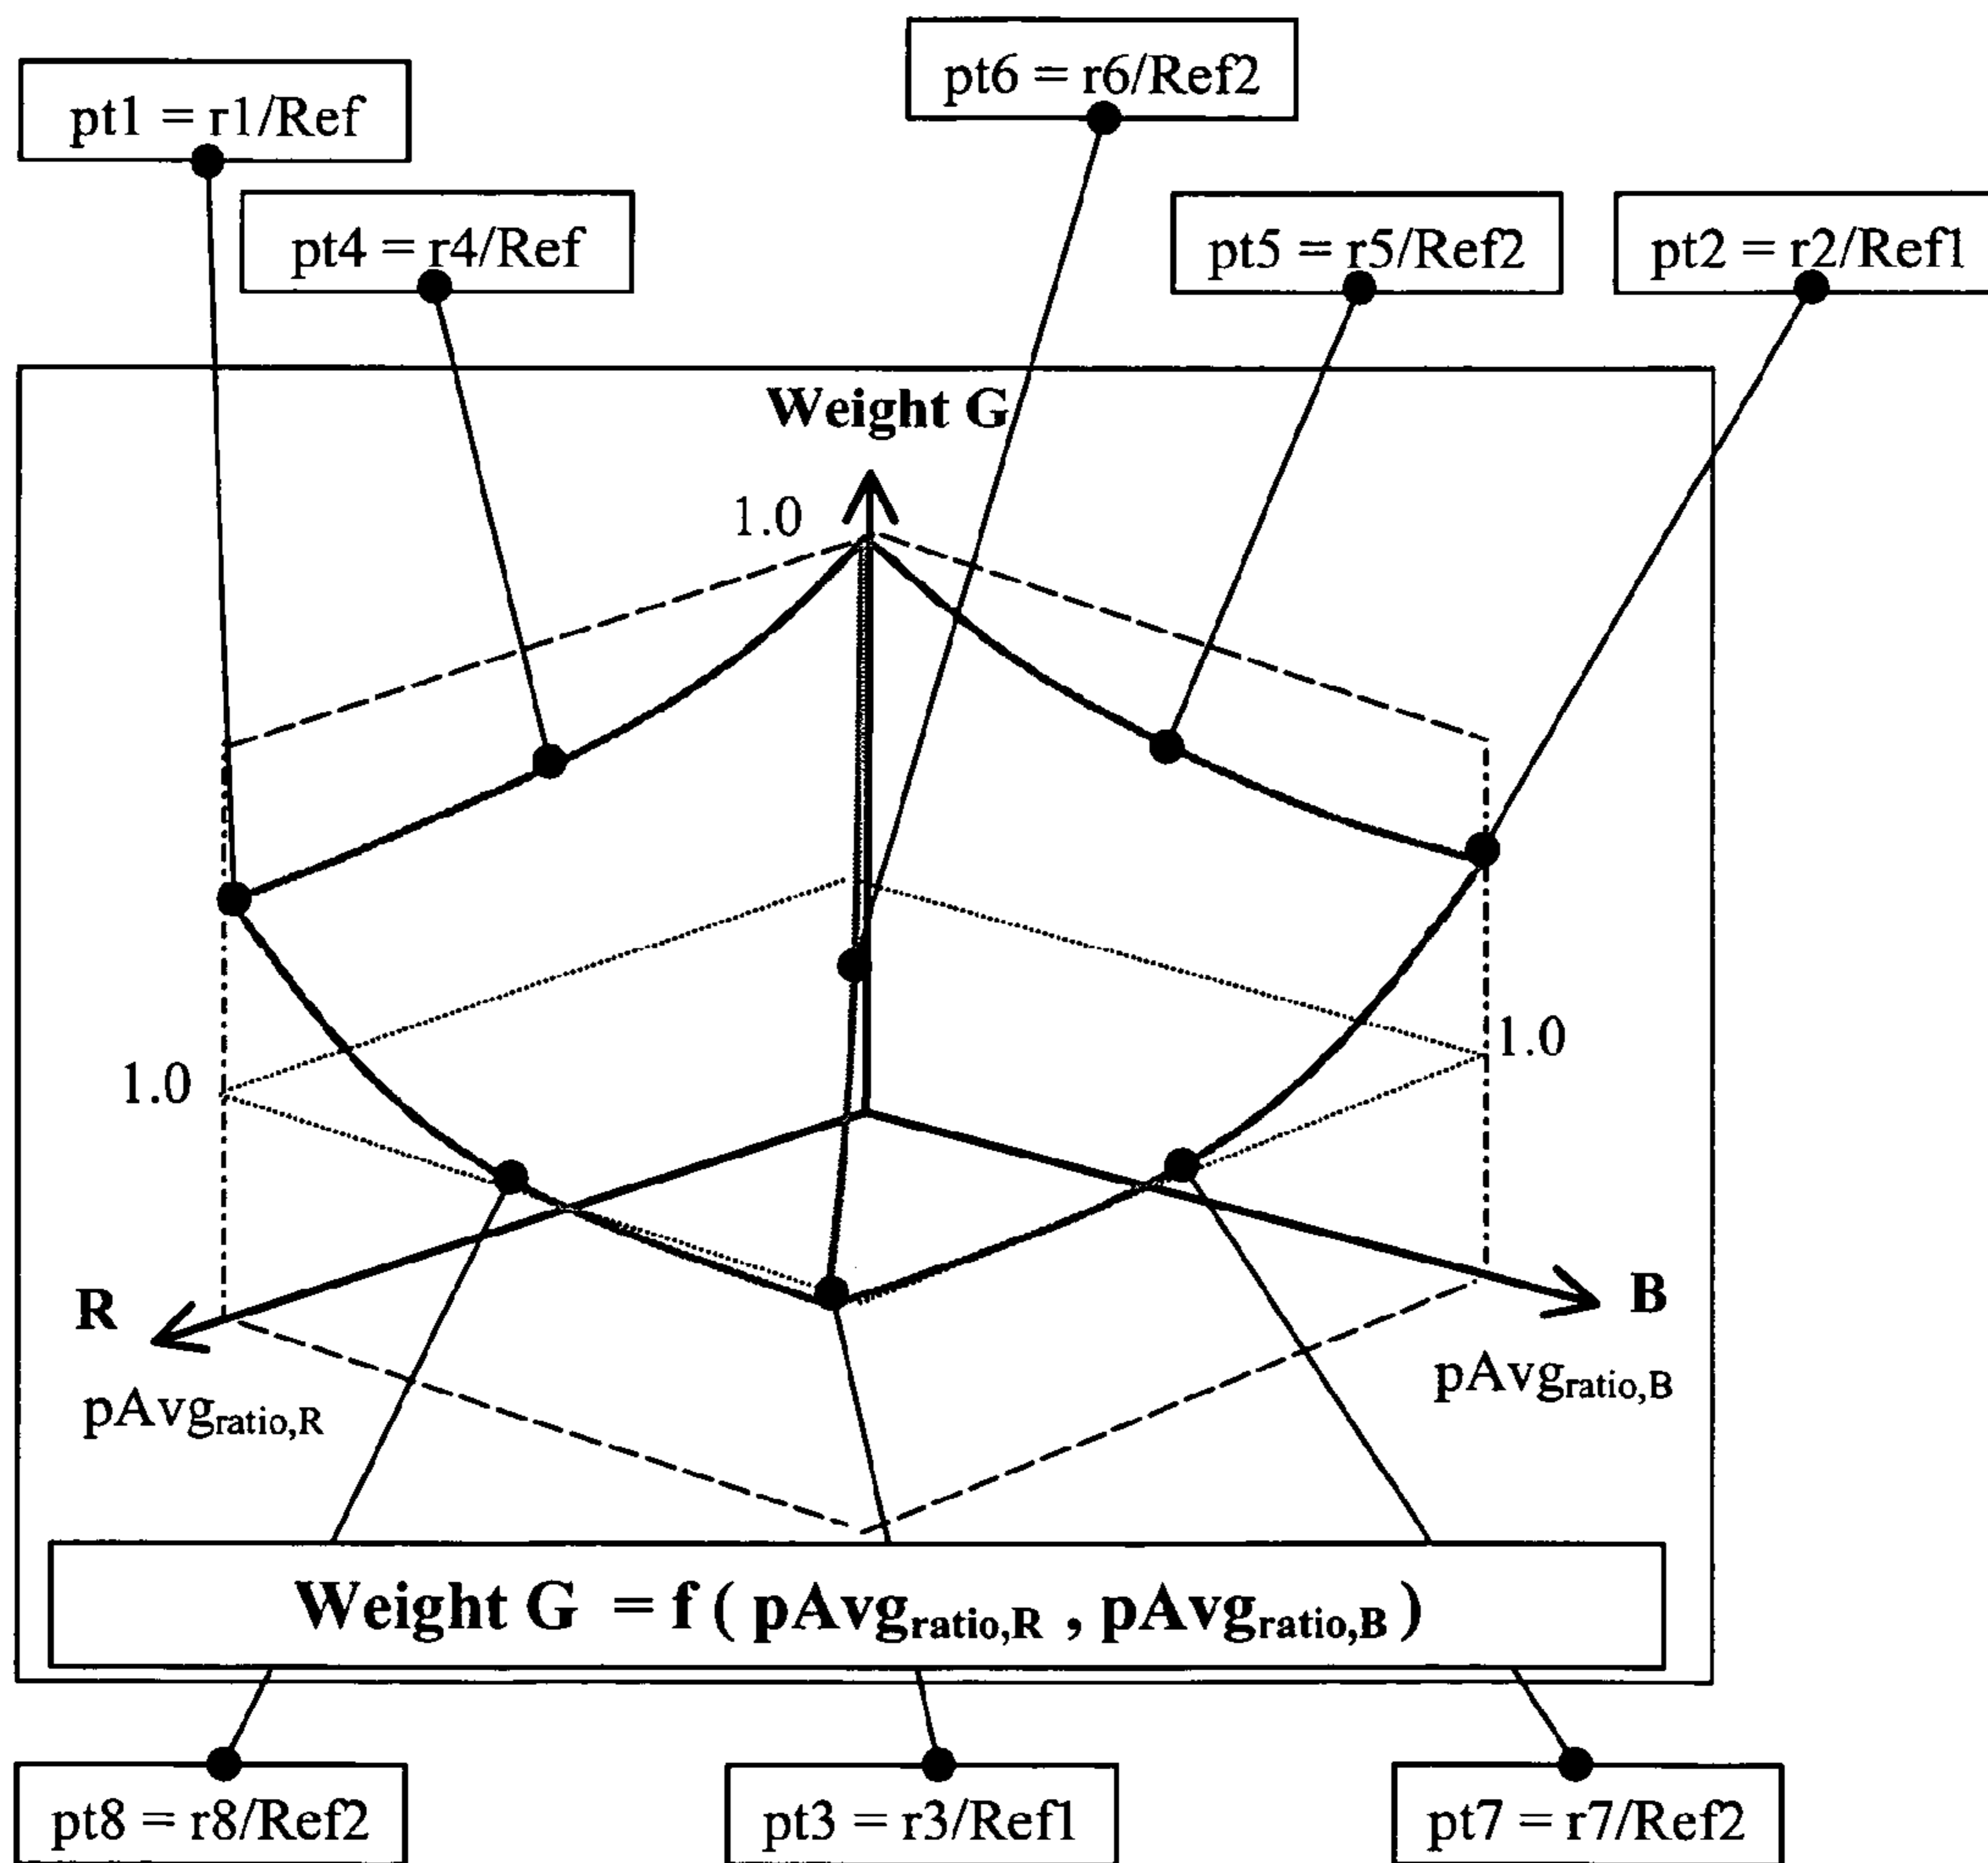 pt6 = r6/Ref2
pt1 = r1/Ref
pt4 = r4/Ref
pt5 = r5/Ref2
pt2 = r2/Ref1
Weight G
1.0
1.0
1.0
R
B
pAvgratio,R
pAvgratio,B
Weight G = f ( pAvgratio,R , pAvgratio,B )
pt8 = r8/Ref2
pt3 = r3/Ref1
pt7 = r7/Ref2